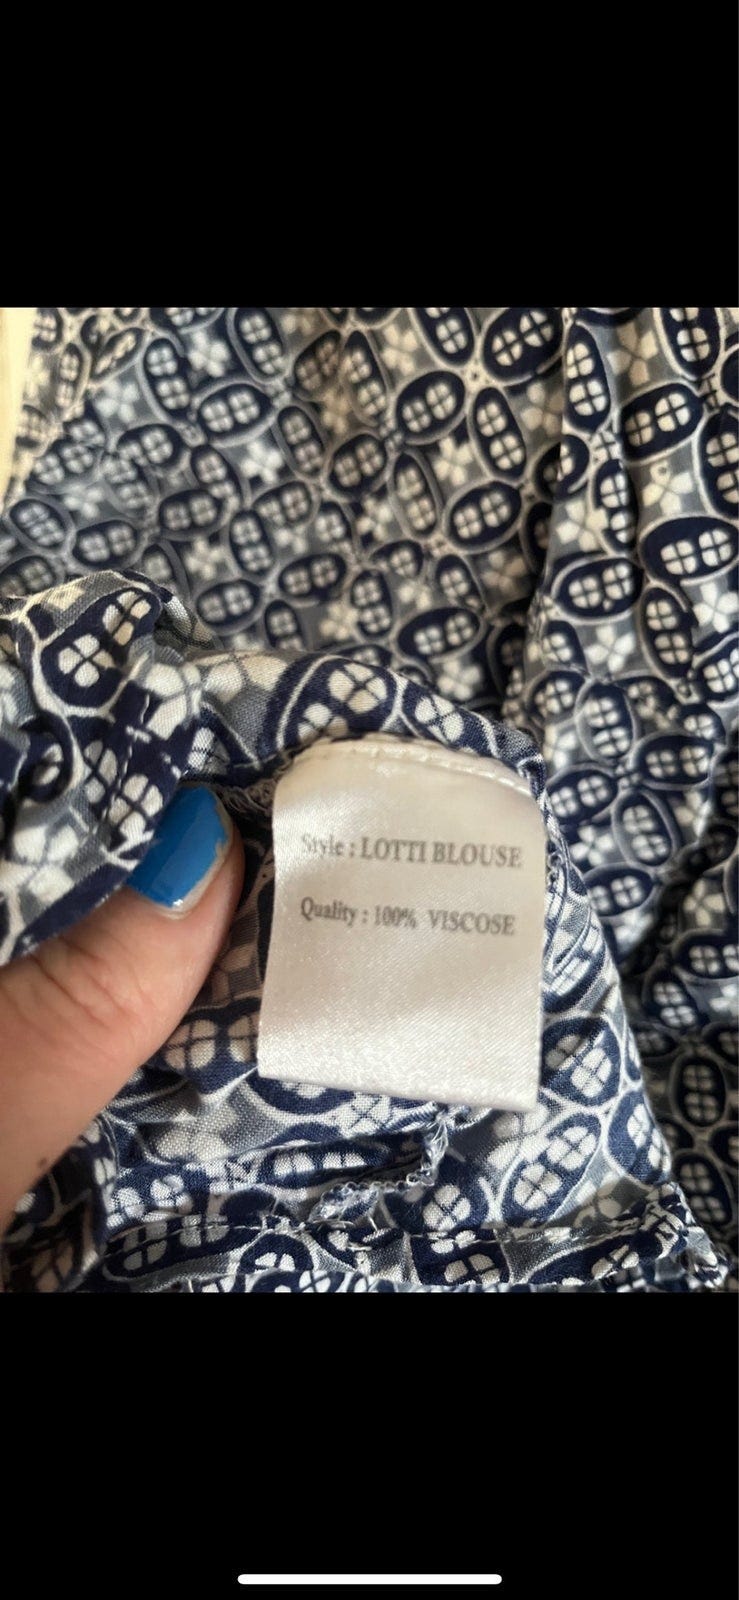 Style : LOTTI BLOUSE
Quality : 100% VISCOSE